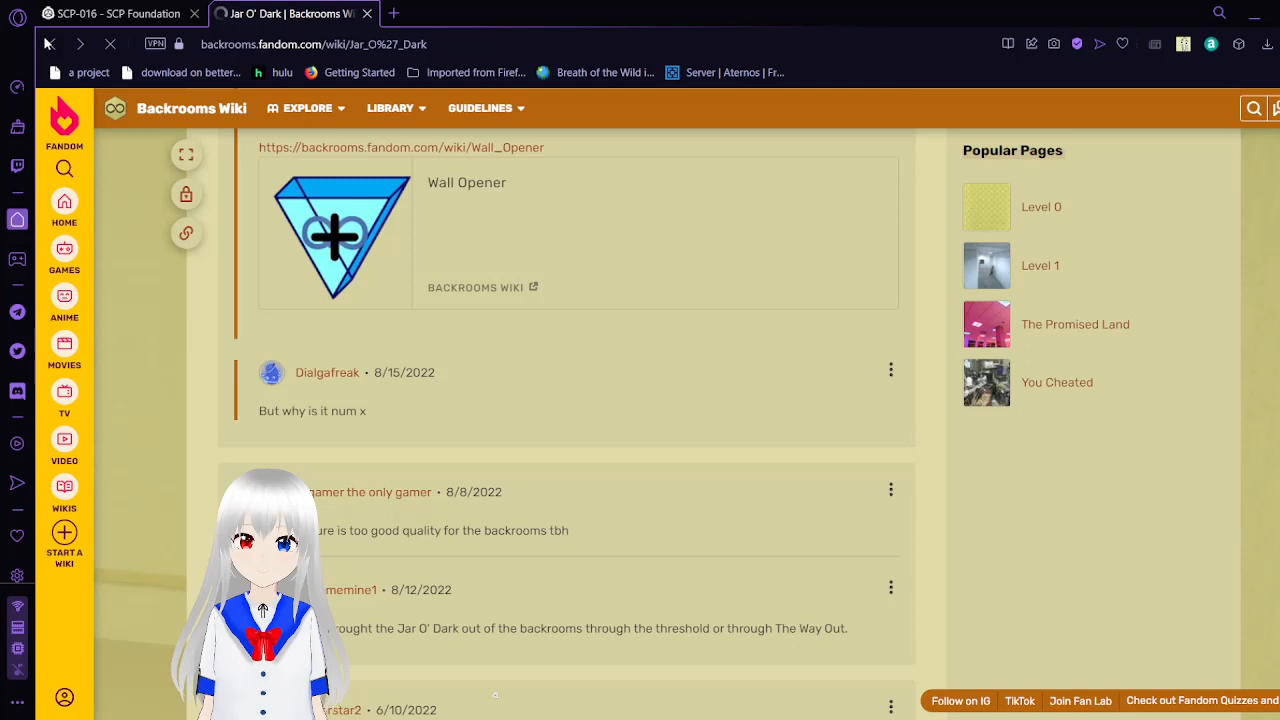 SCP-016 - SCP Foundation
Jar O' Dark | Backrooms Wi
VPN
backrooms.fandom.com/wiki/Jar_O%27_Dark
a project
download on better...
hulu
Getting Started
Imported from Firef...
Breath of the Wild i...
Server | Aternos | Fr...
FANDOM
HOME
GAMES
ANIME
MOVIES
TV
VIDEO
WIKIS
START A
WIKI
Backrooms Wiki
EXPLORE
LIBRARY
GUIDELINES
https://backrooms.fandom.com/wiki/Wall_Opener
Wall Opener
BACKROOMS WIKI
Dialgafreak • 8/15/2022
But why is it num x
gamer the only gamer • 8/8/2022
ure is too good quality for the backrooms tbh
memine1 • 8/12/2022
rought the Jar O' Dark out of the backrooms through the threshold or through The Way Out.
rstar2 • 6/10/2022
Popular Pages
Level 0
Level 1
The Promised Land
You Cheated
Follow on IG
TikTok
Join Fan Lab
Check out Fandom Quizzes and